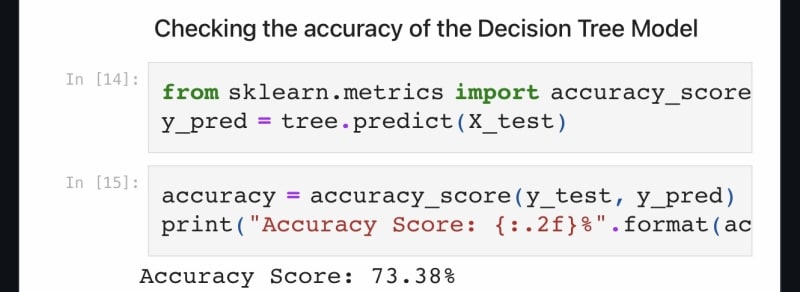 Checking the accuracy of the Decision Tree Model
In [14]:
from sklearn.metrics import accuracy_score
y_pred = tree.predict(X_test)
In [15]:
accuracy = accuracy_score(y_test, y_pred)
print("Accuracy Score: {:.2f}%".format(ac
Accuracy Score: 73.38%